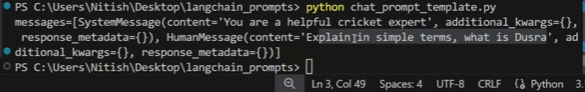 PS C:\Users\Nitish\Desktop\langchain_prompts> python chat_prompt_template.py
messages=[SystemMessage(content='You are a helpful cricket expert', additional_kwargs={},
response_metadata={}), HumanMessage(content='Explain in simple terms, what is Dusra', ad
ditional_kwargs={}, response_metadata={})]
PS C:\Users\Nitish\Desktop\langchain_prompts>
Ln 3, Col 49 Spaces: 4 UTF-8 CRLF {} Python 3.